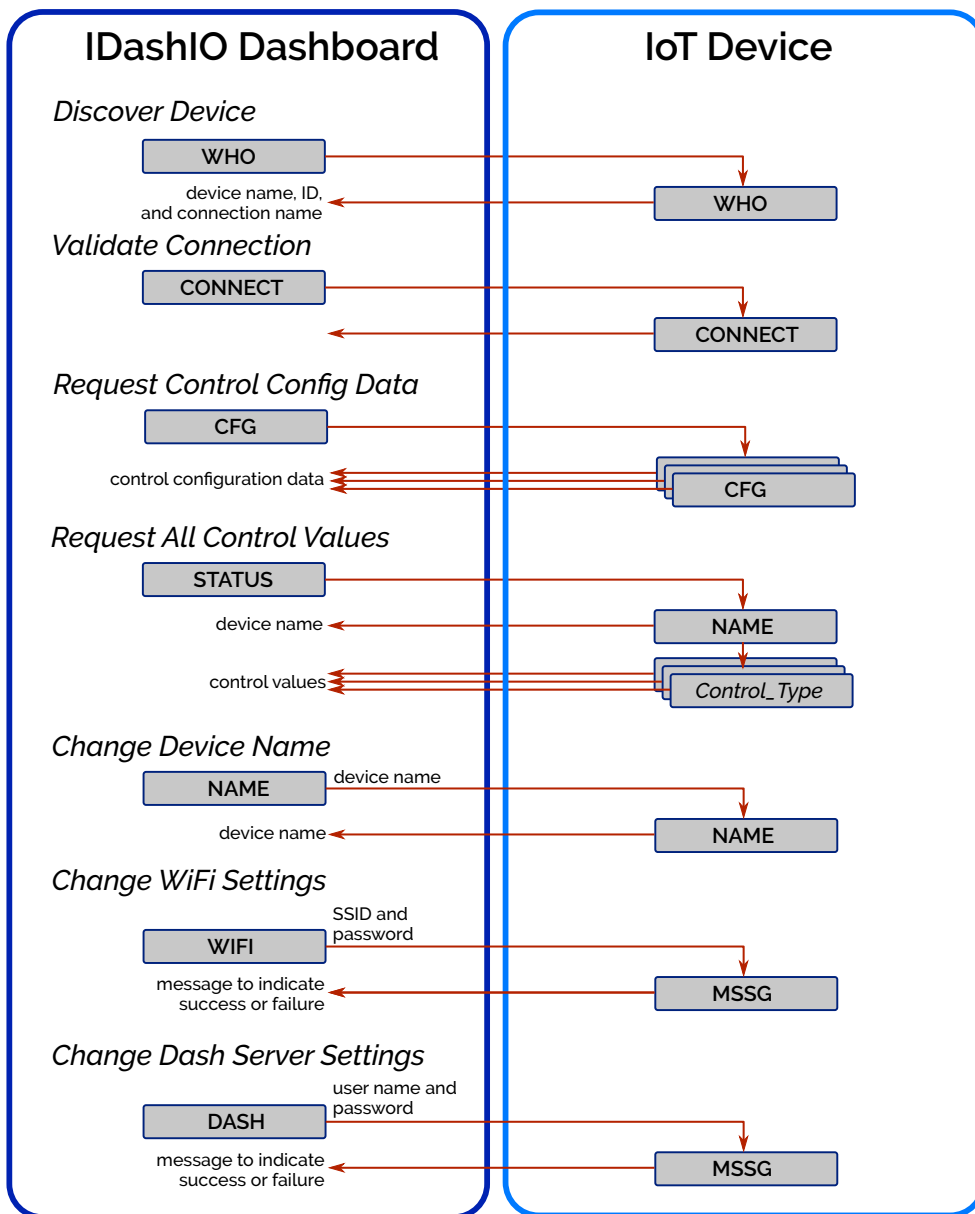 IDashIO Dashboard
IoT Device
Discover Device
WHO
device name, ID,
and connection name
WHO
Validate Connection
CONNECT
CONNECT
Request Control Config Data
CFG
control configuration data
CFG
Request All Control Values
STATUS
device name
NAME
control values
Control_Type
Change Device Name
NAME
device name
device name
NAME
Change WiFi Settings
SSID and
password
WIFI
message to indicate
success or failure
MSSG
Change Dash Server Settings
user name and
password
DASH
message to indicate
success or failure
MSSG